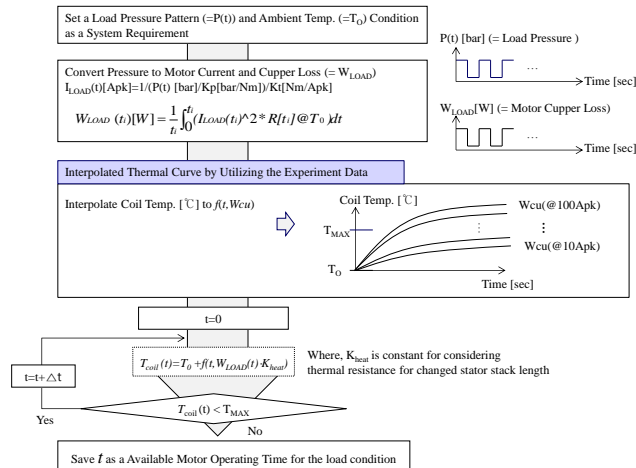 Set a Load Pressure Pattern (=P(t)) and Ambient Temp. (=T_O) Condition
as a System Requirement
P(t) [bar] (= Load Pressure )
...
Time [sec]
Convert Pressure to Motor Current and Cupper Loss (= W_LOAD)
I_LOAD(t)[Apk]=1/(P(t) [bar]/Kp[bar/Nm])/Kt[Nm/Apk]
W_LOAD (t_i)[W] = 1/t_i ∫_0^t_i (I_LOAD(t_i)^2* R[t_i]@T_0 )dt
W_LOAD[W] (= Motor Cupper Loss)
...
Time [sec]
Interpolated Thermal Curve by Utilizing the Experiment Data
Interpolate Coil Temp. [℃] to f(t,Wcu)
Coil Temp. [℃]
T_MAX
T_O
Wcu(@100Apk)
⋮ ⋮
Wcu(@10Apk)
Time [sec]
t=0
T_coil (t)=T_0 +f(t,W_LOAD(t)·K_heat)
Where, K_heat is constant for considering
thermal resistance for changed stator stack length
t=t+△t
T_coil (t) < T_MAX
Yes
No
Save t as a Available Motor Operating Time for the load condition